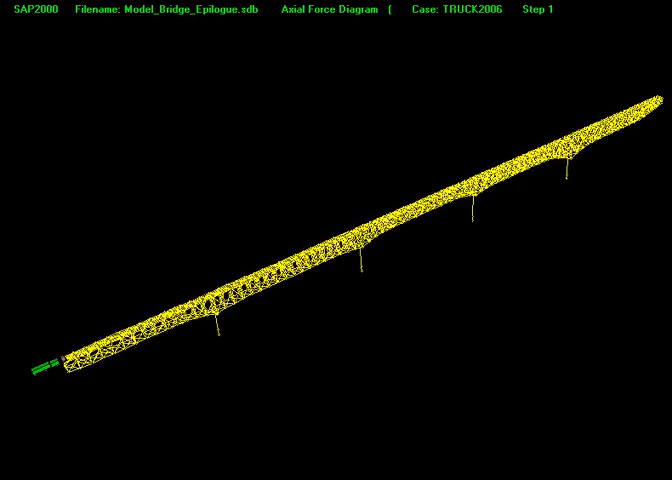 SAP2000 Filename: Model_Bridge_Epilogue.sdb Axial Force Diagram ( Case: TRUCK2006 Step 1